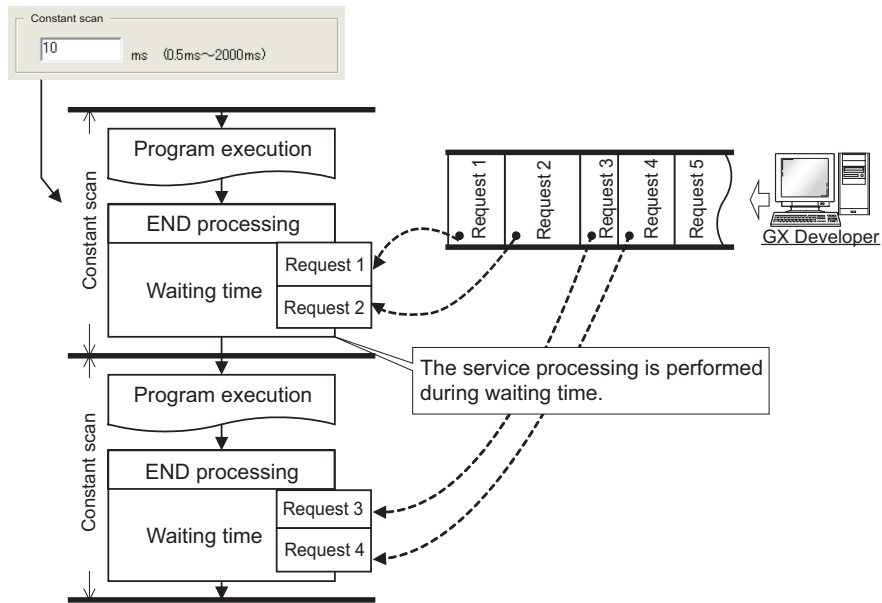 Constant scan
10
ms (0.5ms～2000ms)
Constant scan
Program execution
END processing
Waiting time
Request 1
Request 2
Request 1
Request 2
Request 3
Request 4
Request 5
GX Developer
The service processing is performed
during waiting time.
Constant scan
Program execution
END processing
Waiting time
Request 3
Request 4